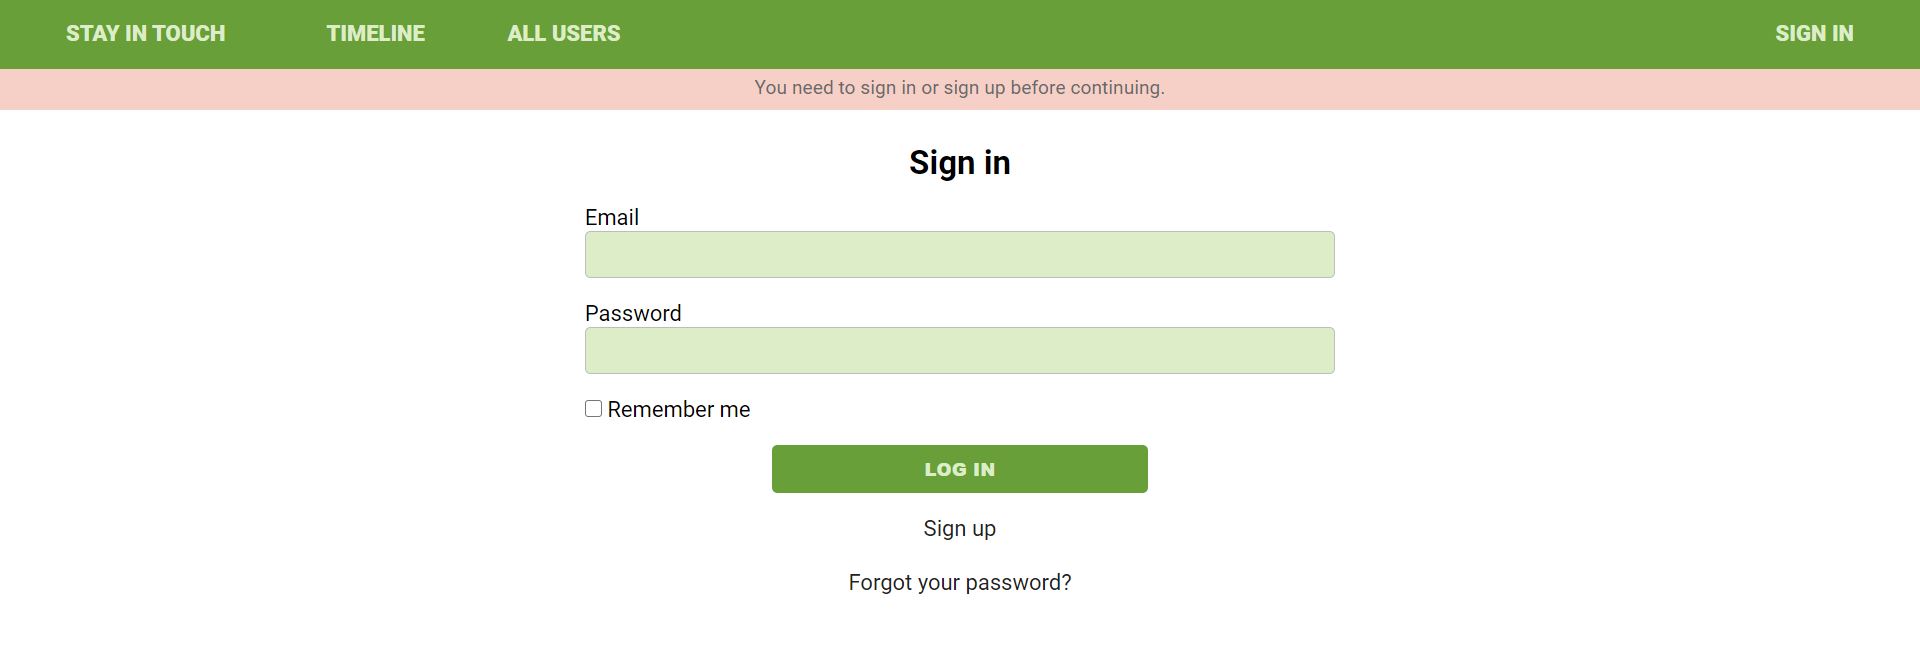 STAY IN TOUCH TIMELINE ALL USERS SIGN IN
You need to sign in or sign up before continuing.
Sign in
Email
Password
Remember me
LOG IN
Sign up
Forgot your password?